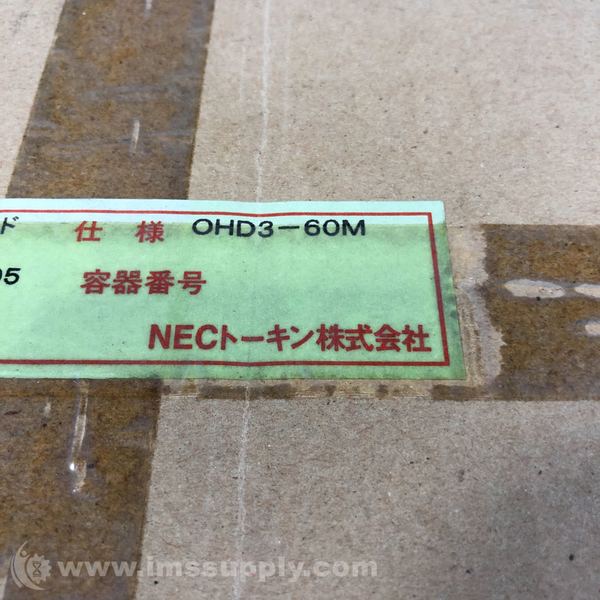 ド 仕様 OHD3-60M
95 容器番号
NECトーキン株式会社
www.imssupply.com